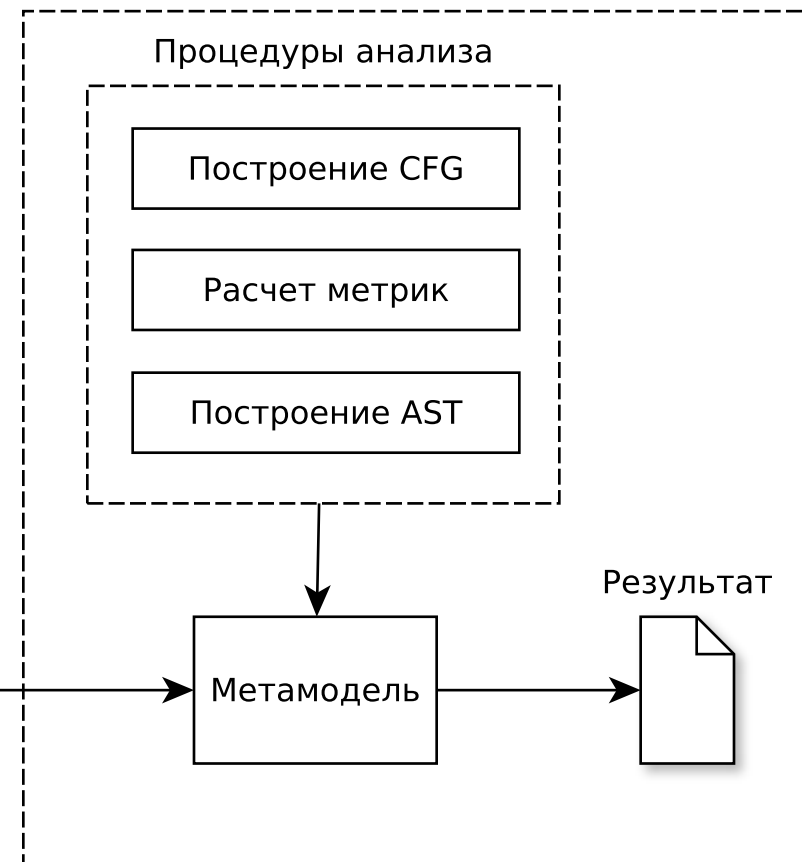 Процедуры анализа
Построение CFG
Расчет метрик
Построение AST
Результат
Метамодель